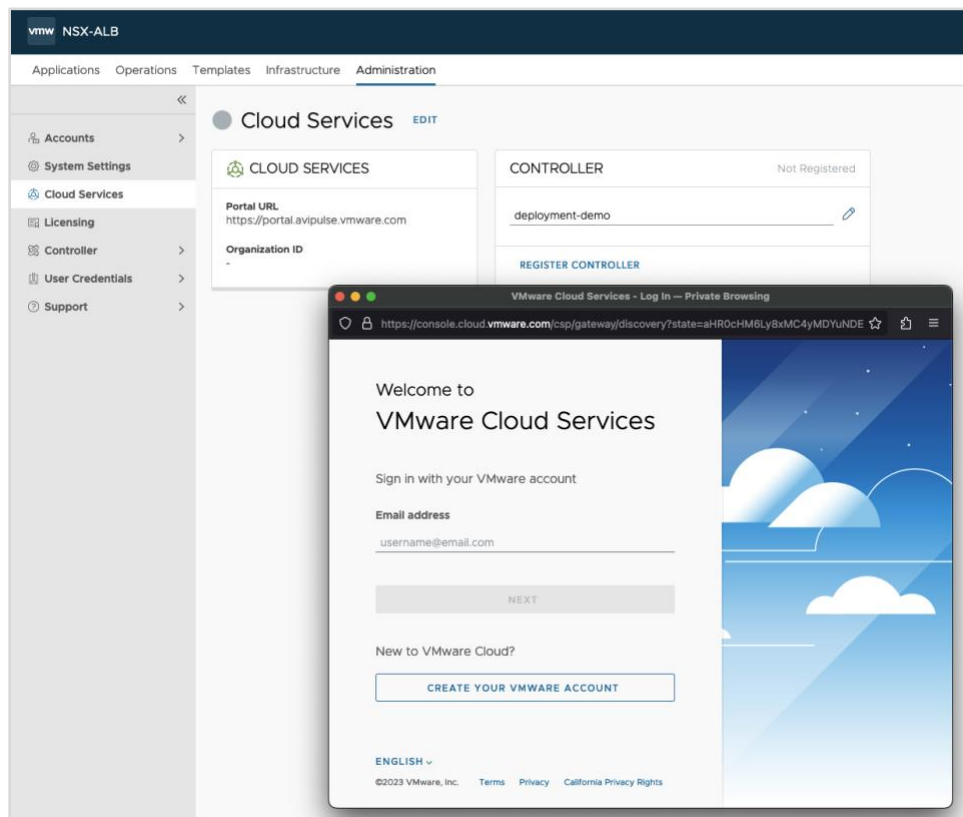 vmw NSX-ALB
Applications Operations Templates Infrastructure Administration
Accounts
System Settings
Cloud Services
Licensing
Controller
User Credentials
Support
Cloud Services EDIT
CLOUD SERVICES
Portal URL
https://portal.avipulse.vmware.com
Organization ID
-
CONTROLLER Not Registered
deployment-demo
REGISTER CONTROLLER
VMware Cloud Services - Log In — Private Browsing
https://console.cloud.vmware.com/csp/gateway/discovery?state=aHR0cHM6Ly8xMC4yMDYuNDE
Welcome to
VMware Cloud Services
Sign in with your VMware account
Email address
username@email.com
NEXT
New to VMware Cloud?
CREATE YOUR VMWARE ACCOUNT
ENGLISH
©2023 VMware, Inc. Terms Privacy California Privacy Rights